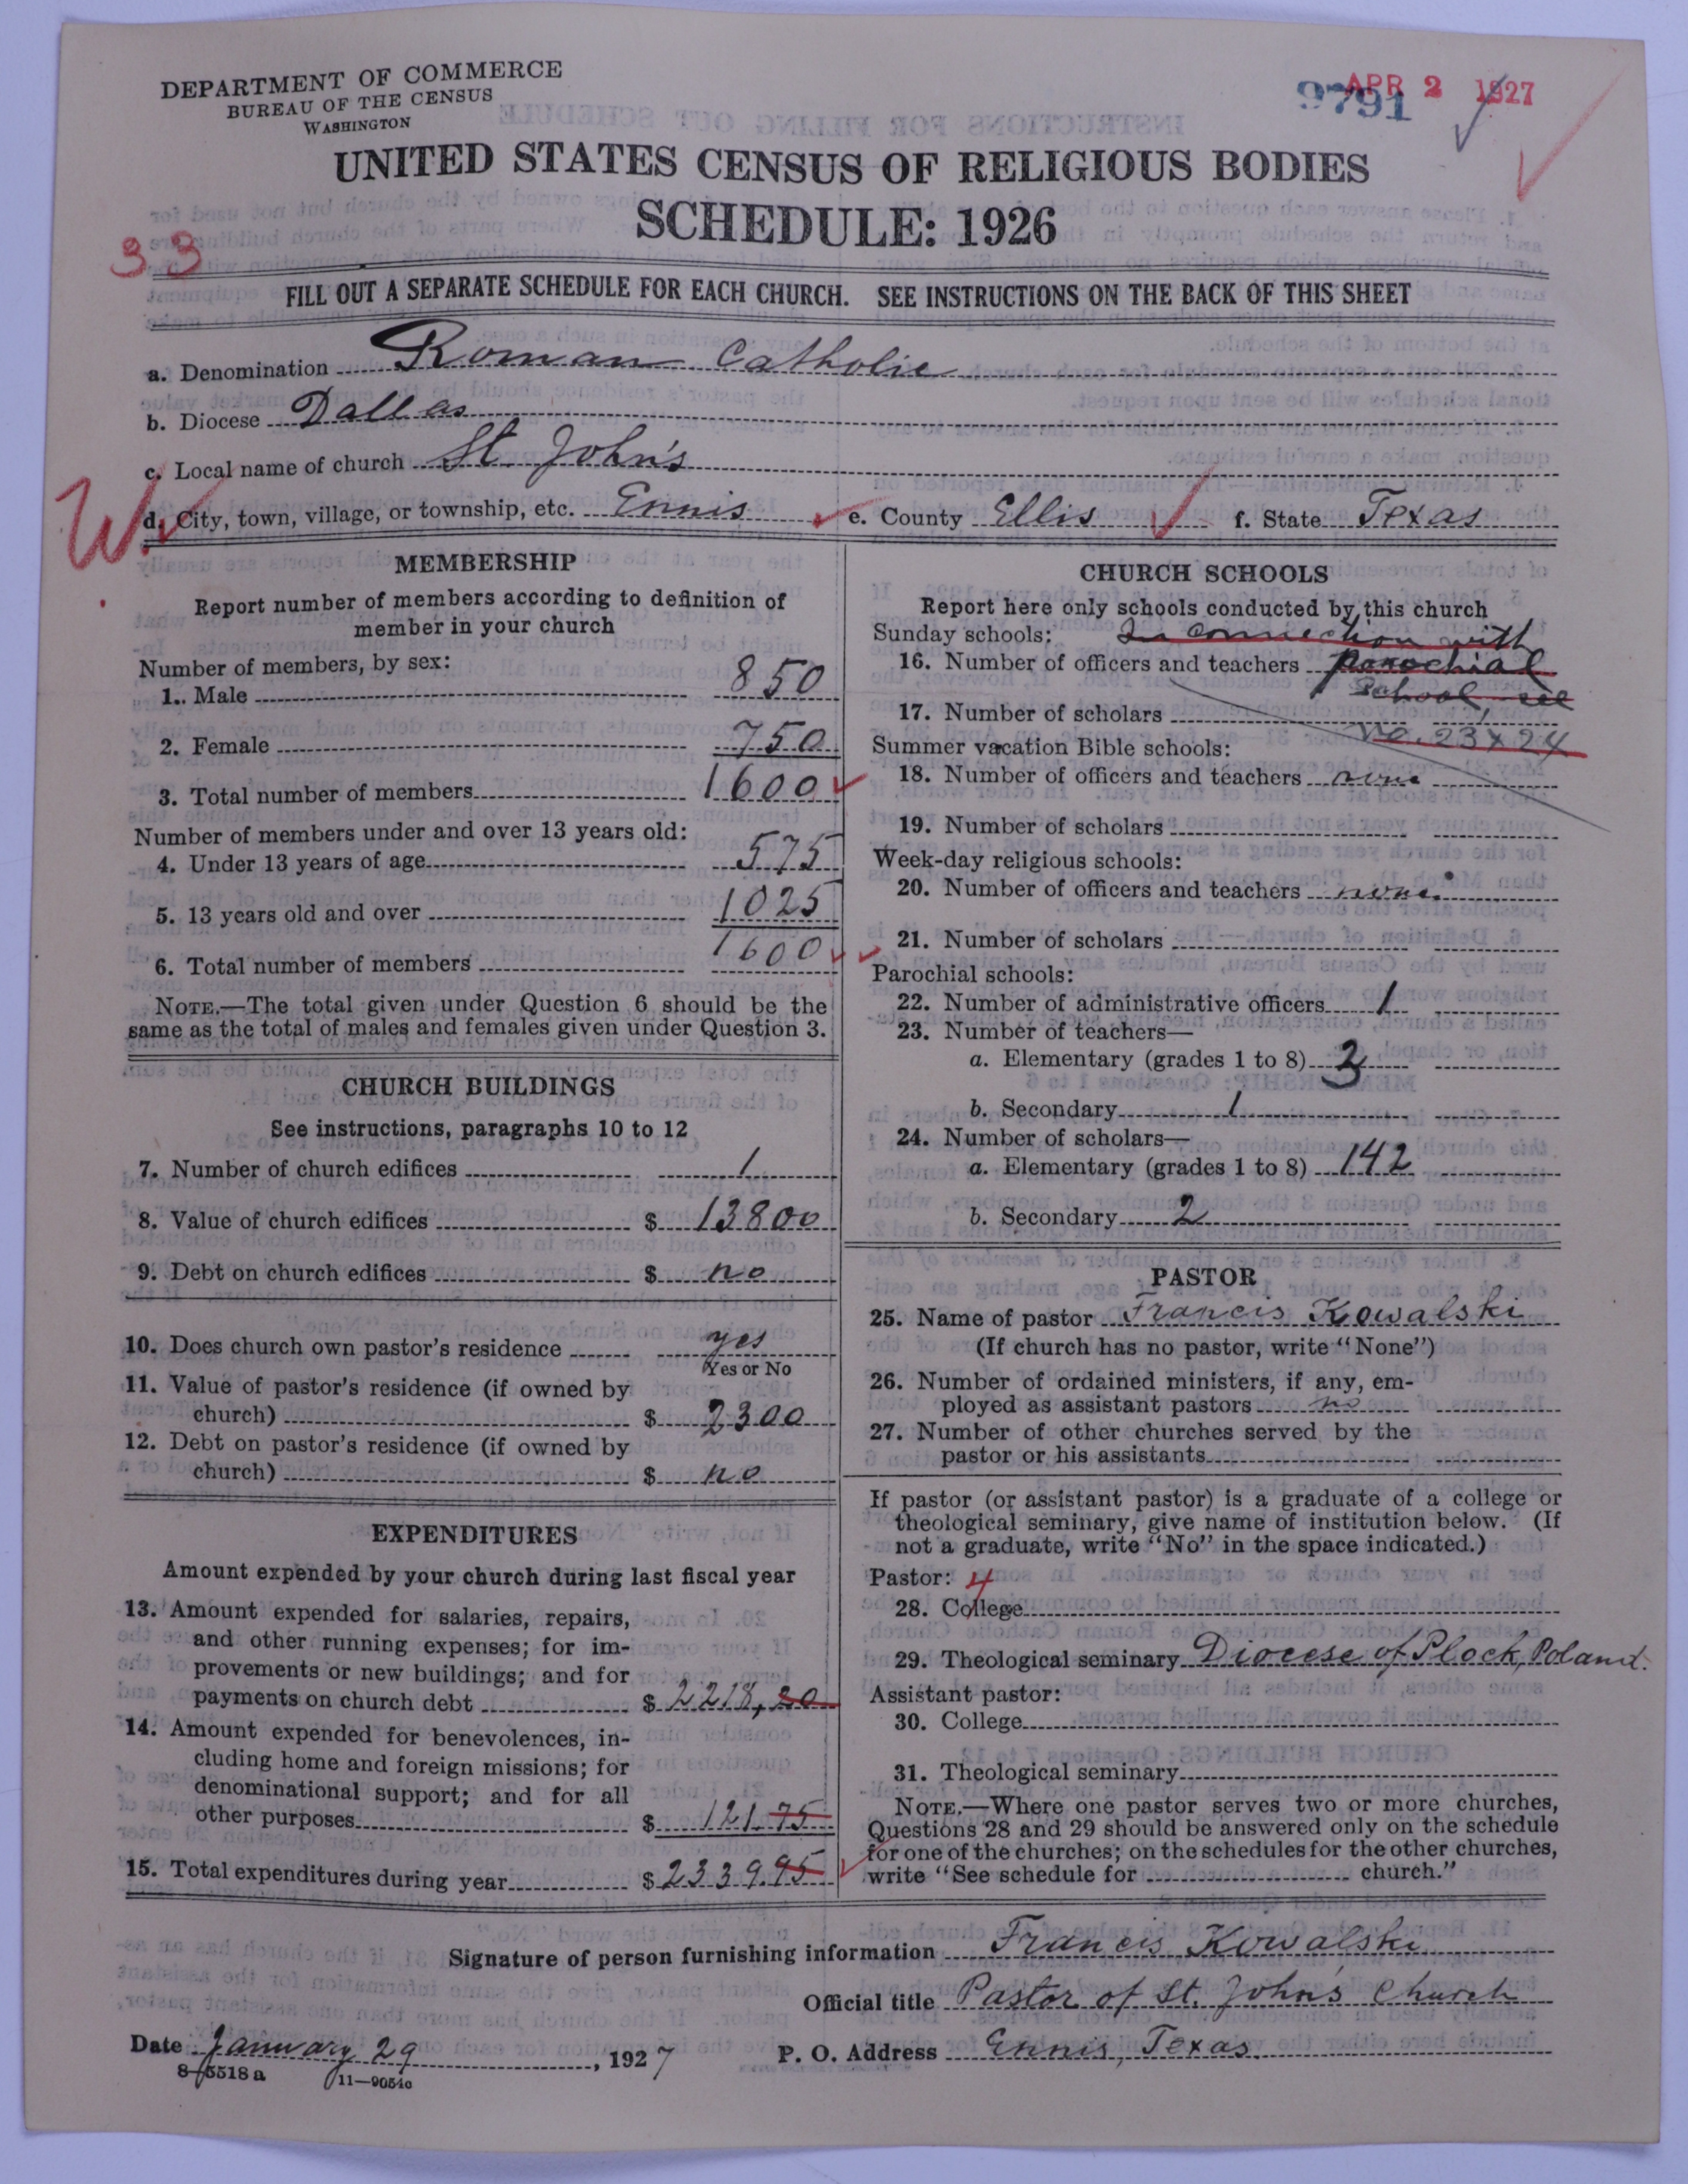 DEPARTMENT OF COMMERCE
BUREAU OF THE CENSUS
WASHINGTON
9791
APR 2 1927
UNITED STATES CENSUS OF RELIGIOUS BODIES
SCHEDULE: 1926
33
FILL OUT A SEPARATE SCHEDULE FOR EACH CHURCH. SEE INSTRUCTIONS ON THE BACK OF THIS SHEET
a. Denomination Roman Catholic
b. Diocese Dallas
c. Local name of church St. John's
W.
d. City, town, village, or township, etc. Ennis e. County Ellis f. State Texas
MEMBERSHIP
Report number of members according to definition of
member in your church
Number of members, by sex:
1. Male 850
2. Female 750
3. Total number of members 1600
Number of members under and over 13 years old:
4. Under 13 years of age 575
5. 13 years old and over 1025
6. Total number of members 1600
NOTE.—The total given under Question 6 should be the
same as the total of males and females given under Question 3.
CHURCH BUILDINGS
See instructions, paragraphs 10 to 12
7. Number of church edifices 1
8. Value of church edifices $ 13800
9. Debt on church edifices $ no
10. Does church own pastor's residence yes
Yes or No
11. Value of pastor's residence (if owned by
church) $ 2300
12. Debt on pastor's residence (if owned by
church) $ no
EXPENDITURES
Amount expended by your church during last fiscal year
13. Amount expended for salaries, repairs,
and other running expenses; for im-
provements or new buildings; and for
payments on church debt $ 2218,20
14. Amount expended for benevolences, in-
cluding home and foreign missions; for
denominational support; and for all
other purposes $ 121.75
15. Total expenditures during year $ 2339.95
CHURCH SCHOOLS
Report here only schools conducted by this church
Sunday schools: In connection with
16. Number of officers and teachers parochial
School, see
17. Number of scholars
No. 23 x 24
Summer vacation Bible schools:
18. Number of officers and teachers none
19. Number of scholars
Week-day religious schools:
20. Number of officers and teachers none.
21. Number of scholars
Parochial schools:
22. Number of administrative officers 1
23. Number of teachers—
a. Elementary (grades 1 to 8) 3
b. Secondary 1
24. Number of scholars—
a. Elementary (grades 1 to 8) 142
b. Secondary 2
PASTOR
25. Name of pastor Francis Kowalski
(If church has no pastor, write "None")
26. Number of ordained ministers, if any, em-
ployed as assistant pastors no
27. Number of other churches served by the
pastor or his assistants
If pastor (or assistant pastor) is a graduate of a college or
theological seminary, give name of institution below. (If
not a graduate, write "No" in the space indicated.)
Pastor: 4
28. College
29. Theological seminary Diocese of Plock, Poland.
Assistant pastor:
30. College
31. Theological seminary
NOTE.—Where one pastor serves two or more churches,
Questions 28 and 29 should be answered only on the schedule
for one of the churches; on the schedules for the other churches,
write "See schedule for church."
Signature of person furnishing information Francis Kowalski
Official title Pastor of St. John's Church
Date January 29, 1927 P. O. Address Ennis, Texas.
8-5518 a 11—9054c